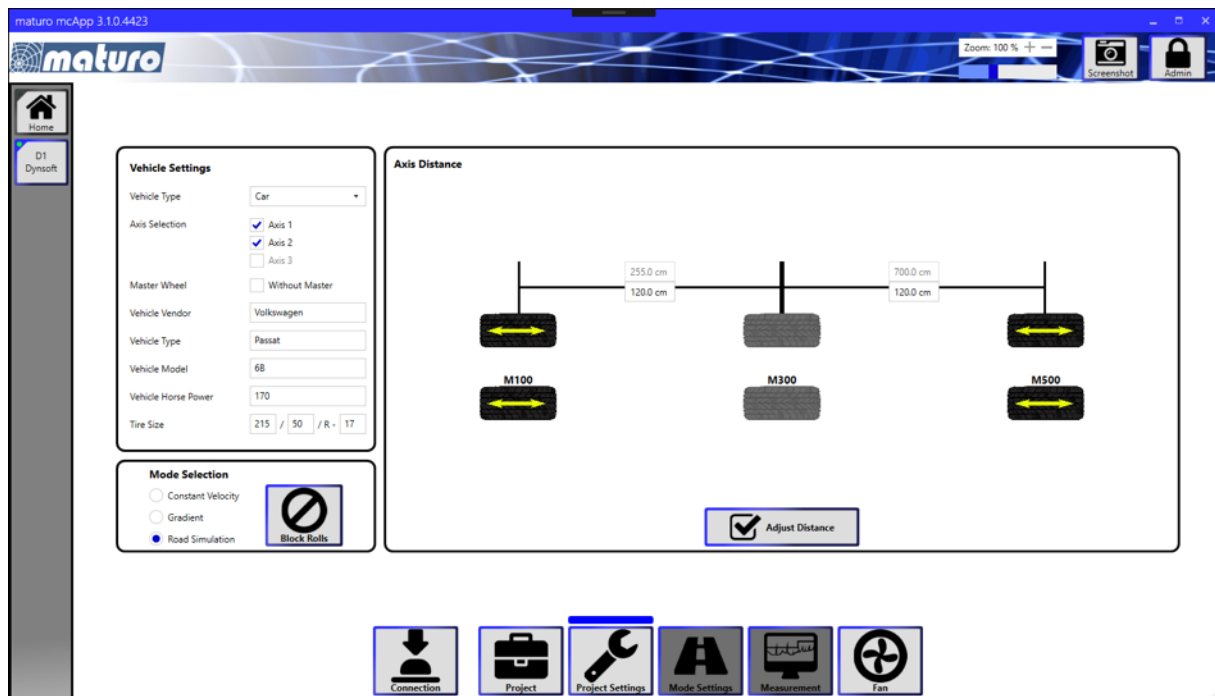 maturo mcApp 3.1.0.4423
maturo
Zoom: 100 %
Screenshot
Admin
Home
D1
Dynsoft
Vehicle Settings
Vehicle Type
Car
Axis Selection
Axis 1
Axis 2
Axis 3
Master Wheel
Without Master
Vehicle Vendor
Volkswagen
Vehicle Type
Passat
Vehicle Model
6B
Vehicle Horse Power
170
Tire Size
215 / 50 / R - 17
Mode Selection
Constant Velocity
Gradient
Road Simulation
Block Rolls
Axis Distance
255.0 cm
120.0 cm
700.0 cm
120.0 cm
M100
M300
M500
Adjust Distance
Connection
Project
Project Settings
Mode Settings
Measurement
Fan